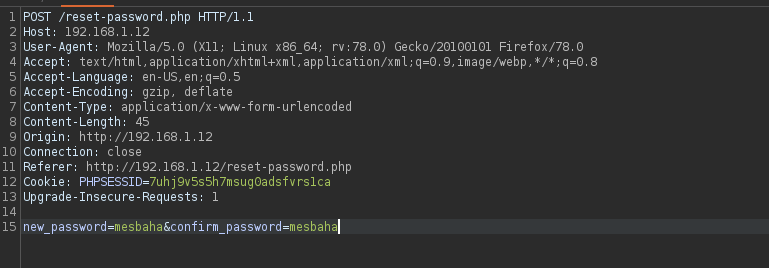 1 POST /reset-password.php HTTP/1.1
2 Host: 192.168.1.12
3 User-Agent: Mozilla/5.0 (X11; Linux x86_64; rv:78.0) Gecko/20100101 Firefox/78.0
4 Accept: text/html,application/xhtml+xml,application/xml;q=0.9,image/webp,*/*;q=0.8
5 Accept-Language: en-US,en;q=0.5
6 Accept-Encoding: gzip, deflate
7 Content-Type: application/x-www-form-urlencoded
8 Content-Length: 45
9 Origin: http://192.168.1.12
10 Connection: close
11 Referer: http://192.168.1.12/reset-password.php
12 Cookie: PHPSESSID=7uhj9v5s5h7msug0adsfvrs1ca
13 Upgrade-Insecure-Requests: 1
14
15 new_password=mesbaha&confirm_password=mesbaha